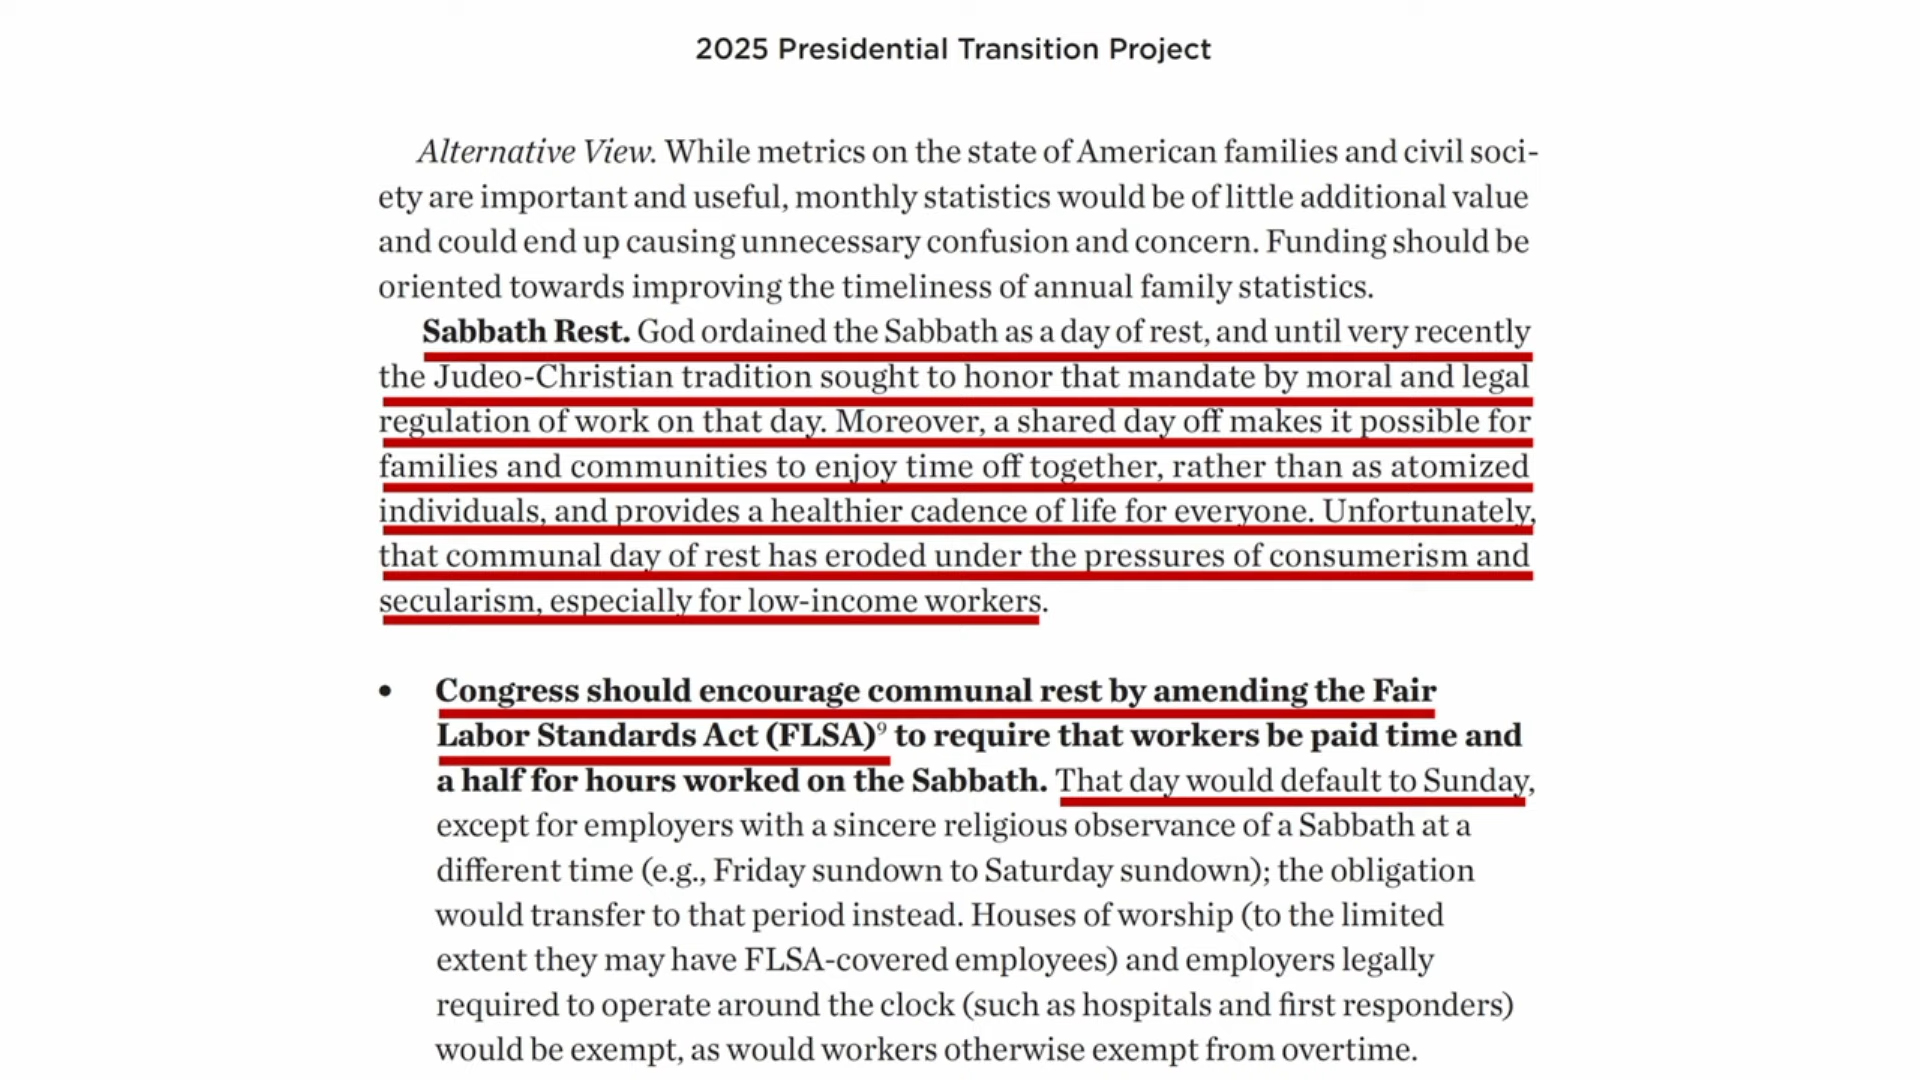 2025 Presidential Transition Project
Alternative View. While metrics on the state of American families and civil soci-
ety are important and useful, monthly statistics would be of little additional value
and could end up causing unnecessary confusion and concern. Funding should be
oriented towards improving the timeliness of annual family statistics.
Sabbath Rest. God ordained the Sabbath as a day of rest, and until very recently
the Judeo-Christian tradition sought to honor that mandate by moral and legal
regulation of work on that day. Moreover, a shared day off makes it possible for
families and communities to enjoy time off together, rather than as atomized
individuals, and provides a healthier cadence of life for everyone. Unfortunately,
that communal day of rest has eroded under the pressures of consumerism and
secularism, especially for low-income workers.
• Congress should encourage communal rest by amending the Fair
Labor Standards Act (FLSA)⁹ to require that workers be paid time and
a half for hours worked on the Sabbath. That day would default to Sunday,
except for employers with a sincere religious observance of a Sabbath at a
different time (e.g., Friday sundown to Saturday sundown); the obligation
would transfer to that period instead. Houses of worship (to the limited
extent they may have FLSA-covered employees) and employers legally
required to operate around the clock (such as hospitals and first responders)
would be exempt, as would workers otherwise exempt from overtime.